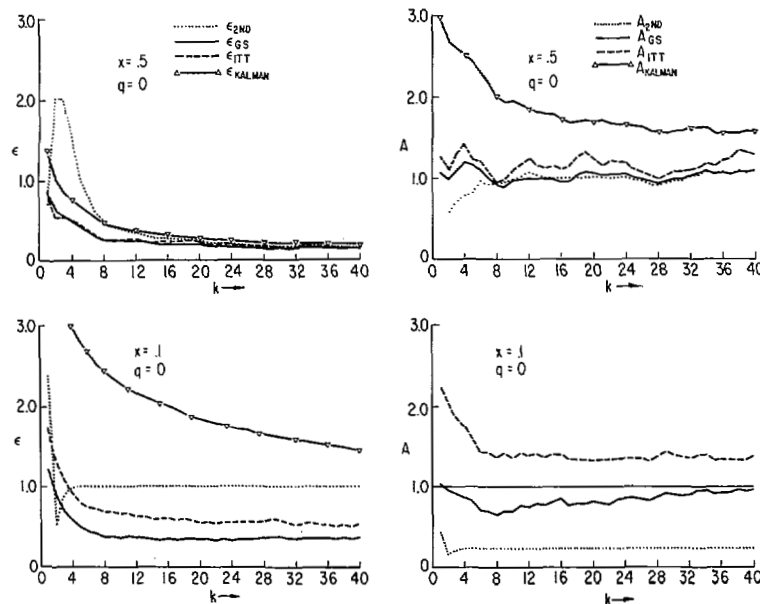 3.0
2.0
1.0
0
ϵ
x = .5
q = 0
ϵ2ND
ϵGS
ϵITT
ϵKALMAN
0 4 8 12 16 20 24 28 32 36 40
k →
3.0
2.0
1.0
0
A
x = .5
q = 0
A2ND
AGS
AITT
AKALMAN
0 4 8 12 16 20 24 28 32 36 40
k →
3.0
2.0
1.0
0
ϵ
x = .1
q = 0
0 4 8 12 16 20 24 28 32 36 40
k →
3.0
2.0
1.0
0
A
x = .1
q = 0
0 4 8 12 16 20 24 28 32 36 40
k →